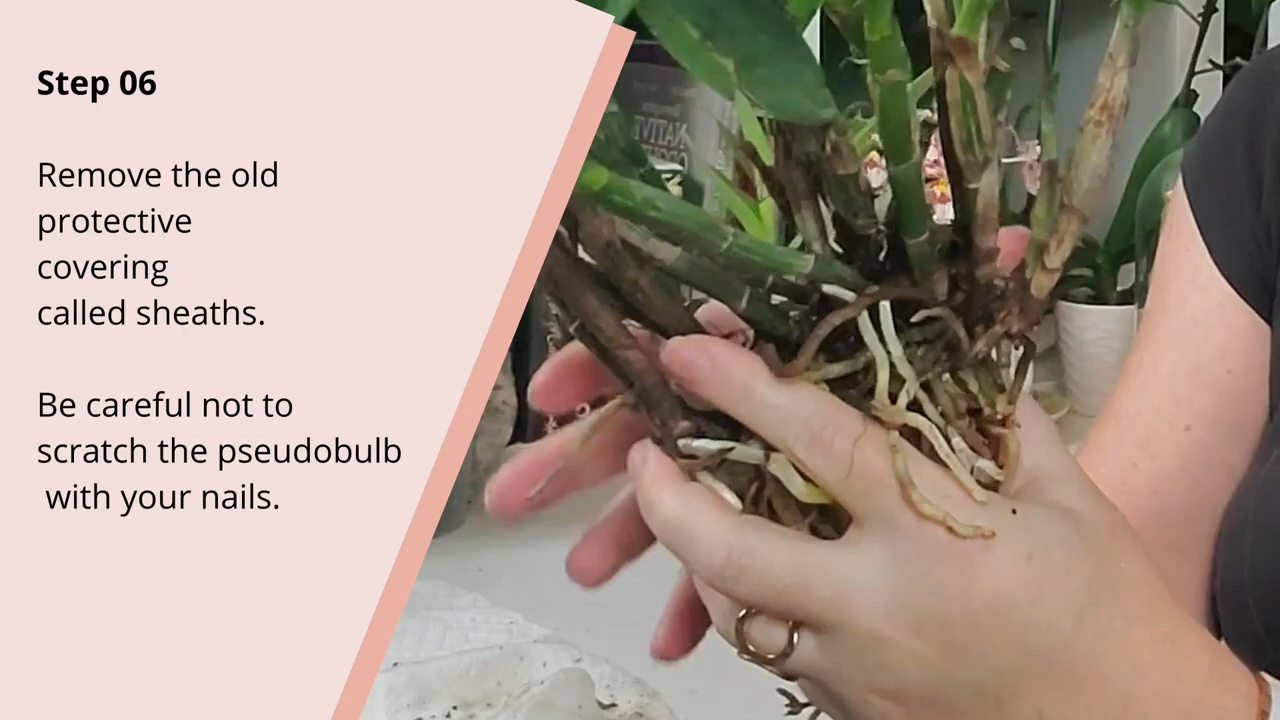 Step 06
Remove the old
protective
covering
called sheaths.
Be careful not to
scratch the pseudobulb
with your nails.
NATIVE